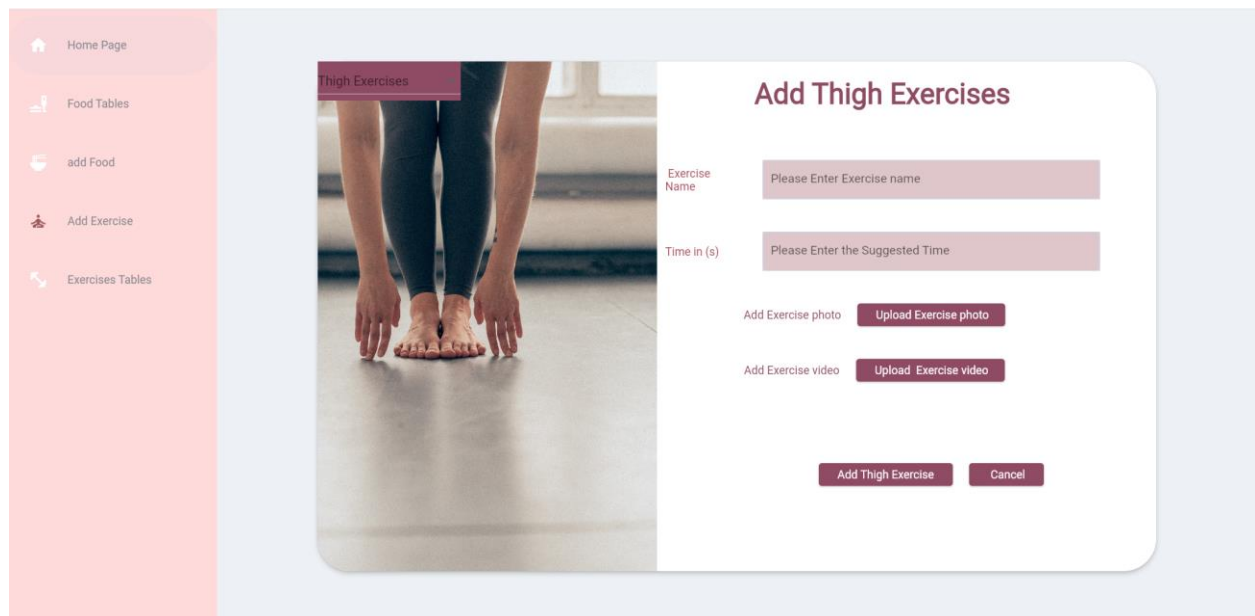 Home Page
Food Tables
add Food
Add Exercise
Exercises Tables
Thigh Exercises
Add Thigh Exercises
Exercise
Name
Please Enter Exercise name
Time in (s)
Please Enter the Suggested Time
Add Exercise photo
Upload Exercise photo
Add Exercise video
Upload Exercise video
Add Thigh Exercise
Cancel